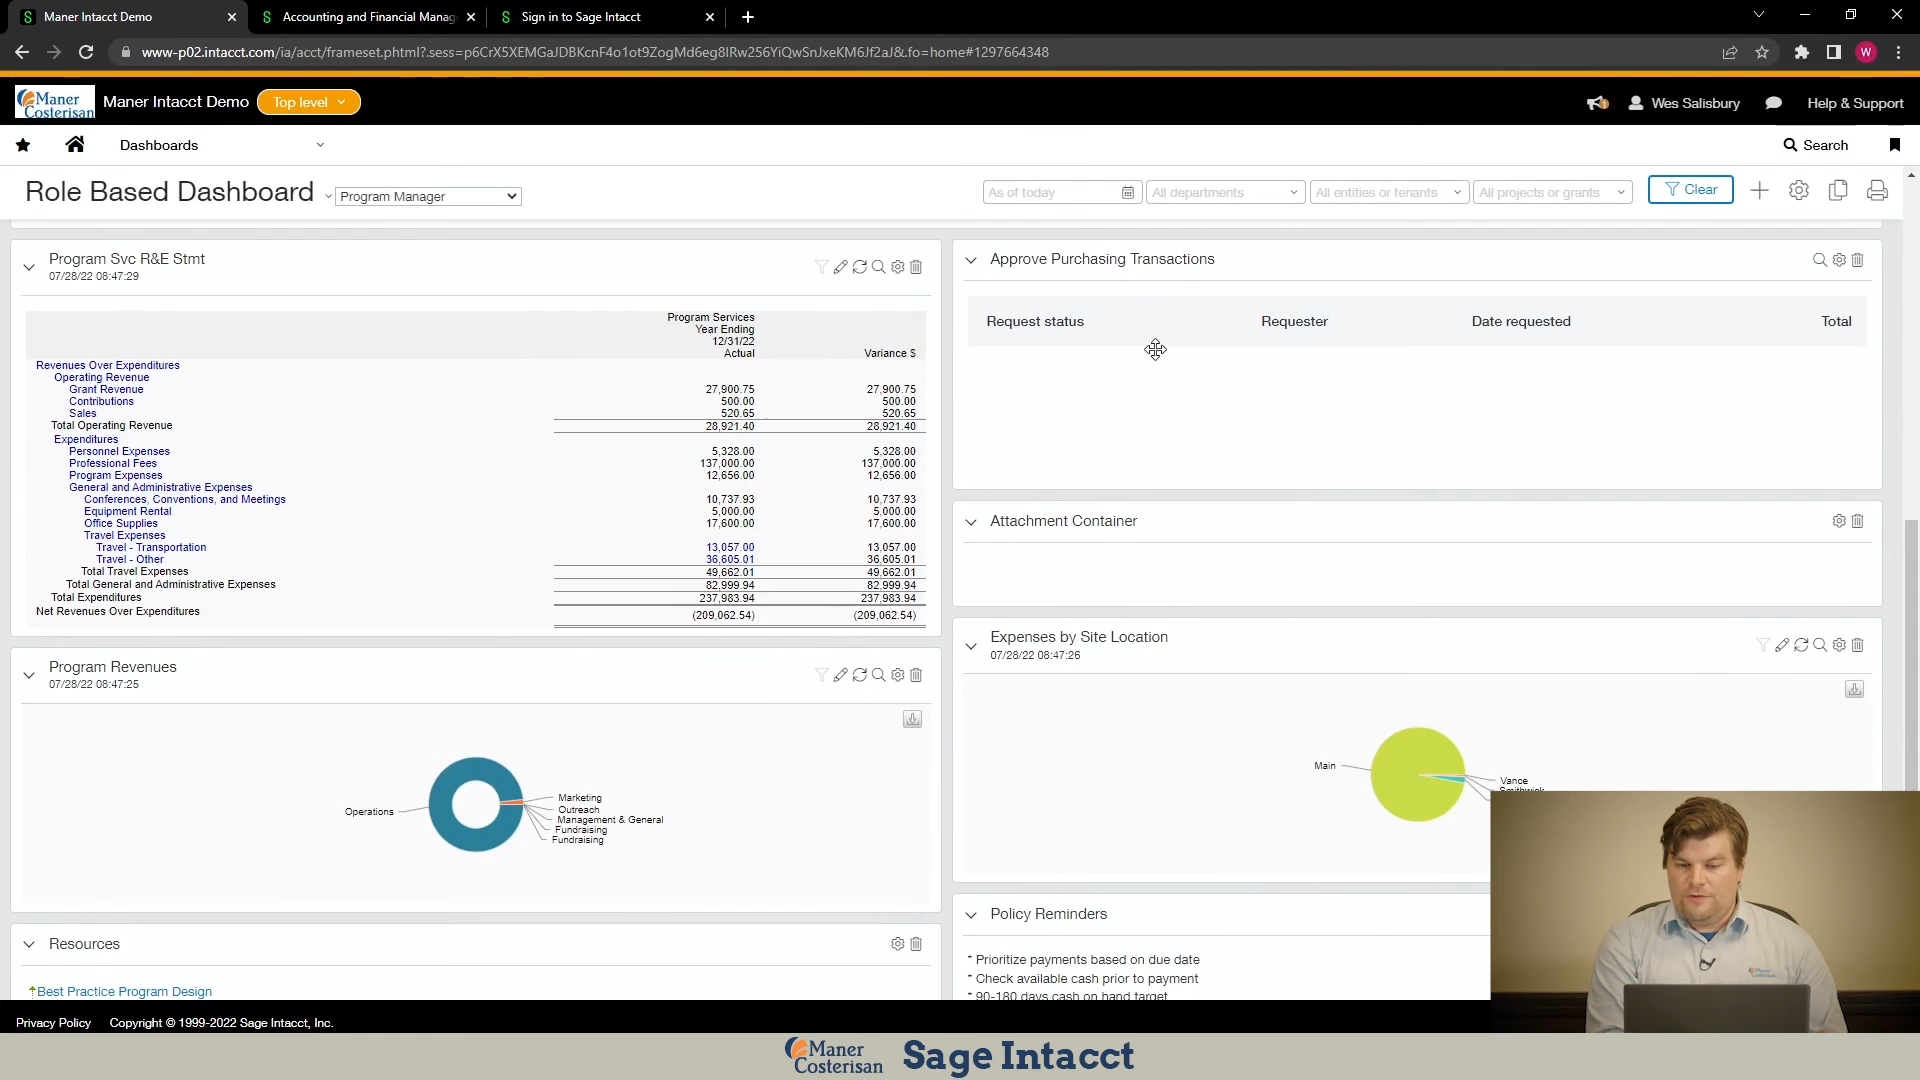 Maner Intacct Demo
Accounting and Financial Manag
Sign in to Sage Intacct
www-p02.intacct.com/ia/acct/frameset.phtml?.sess=p6CrX5XEMGaJDBKcnF4o1ot9ZogMd6eg8IRw256YiQwSnJxeKM6Jf2aJ&.fo=home#1297664348
W
Maner Costerisan
Maner Intacct Demo
Top level
1
Wes Salisbury
Help & Support
Dashboards
Search
Role Based Dashboard
Program Manager
As of today
All departments
All entities or tenants
All projects or grants
Clear
Program Svc R&E Stmt
07/28/22 08:47:29
Program Services
Year Ending
12/31/22
Actual Variance $
Revenues Over Expenditures
Operating Revenue
Grant Revenue 27,900.75 27,900.75
Contributions 500.00 500.00
Sales 520.65 520.65
Total Operating Revenue 28,921.40 28,921.40
Expenditures
Personnel Expenses 5,328.00 5,328.00
Professional Fees 137,000.00 137,000.00
Program Expenses 12,656.00 12,656.00
General and Administrative Expenses
Conferences, Conventions, and Meetings 10,737.93 10,737.93
Equipment Rental 5,000.00 5,000.00
Office Supplies 17,600.00 17,600.00
Travel Expenses
Travel - Transportation 13,057.00 13,057.00
Travel - Other 36,605.01 36,605.01
Total Travel Expenses 49,662.01 49,662.01
Total General and Administrative Expenses 82,999.94 82,999.94
Total Expenditures 237,983.94 237,983.94
Net Revenues Over Expenditures (209,062.54) (209,062.54)
Approve Purchasing Transactions
Request status Requester Date requested Total
Attachment Container
Expenses by Site Location
07/28/22 08:47:26
Main
Vance
Smithwick
Program Revenues
07/28/22 08:47:25
Operations
Marketing
Outreach
Management & General
Fundraising
Fundraising
Resources
Best Practice Program Design
Policy Reminders
* Prioritize payments based on due date
* Check available cash prior to payment
* 90-180 days cash on hand target
Privacy Policy Copyright © 1999-2022 Sage Intacct, Inc.
Maner Costerisan
Sage Intacct